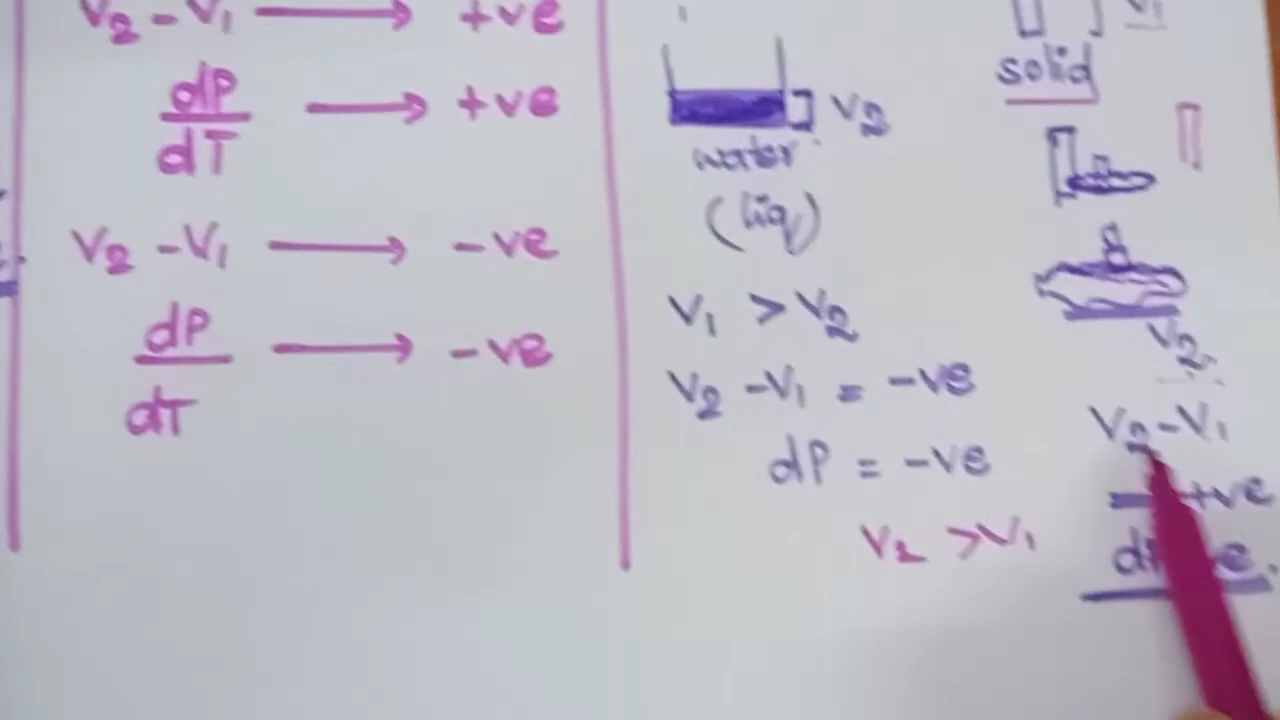 V2 - V1 ⟶ +ve
dP
dT ⟶ +ve
V2 - V1 ⟶ -ve
dP
dT ⟶ -ve
V2
water
(liq)
V1 > V2
V2 - V1 = -ve
dP = -ve
V2 > V1
V1
solid
V2
V2 - V1
+ve